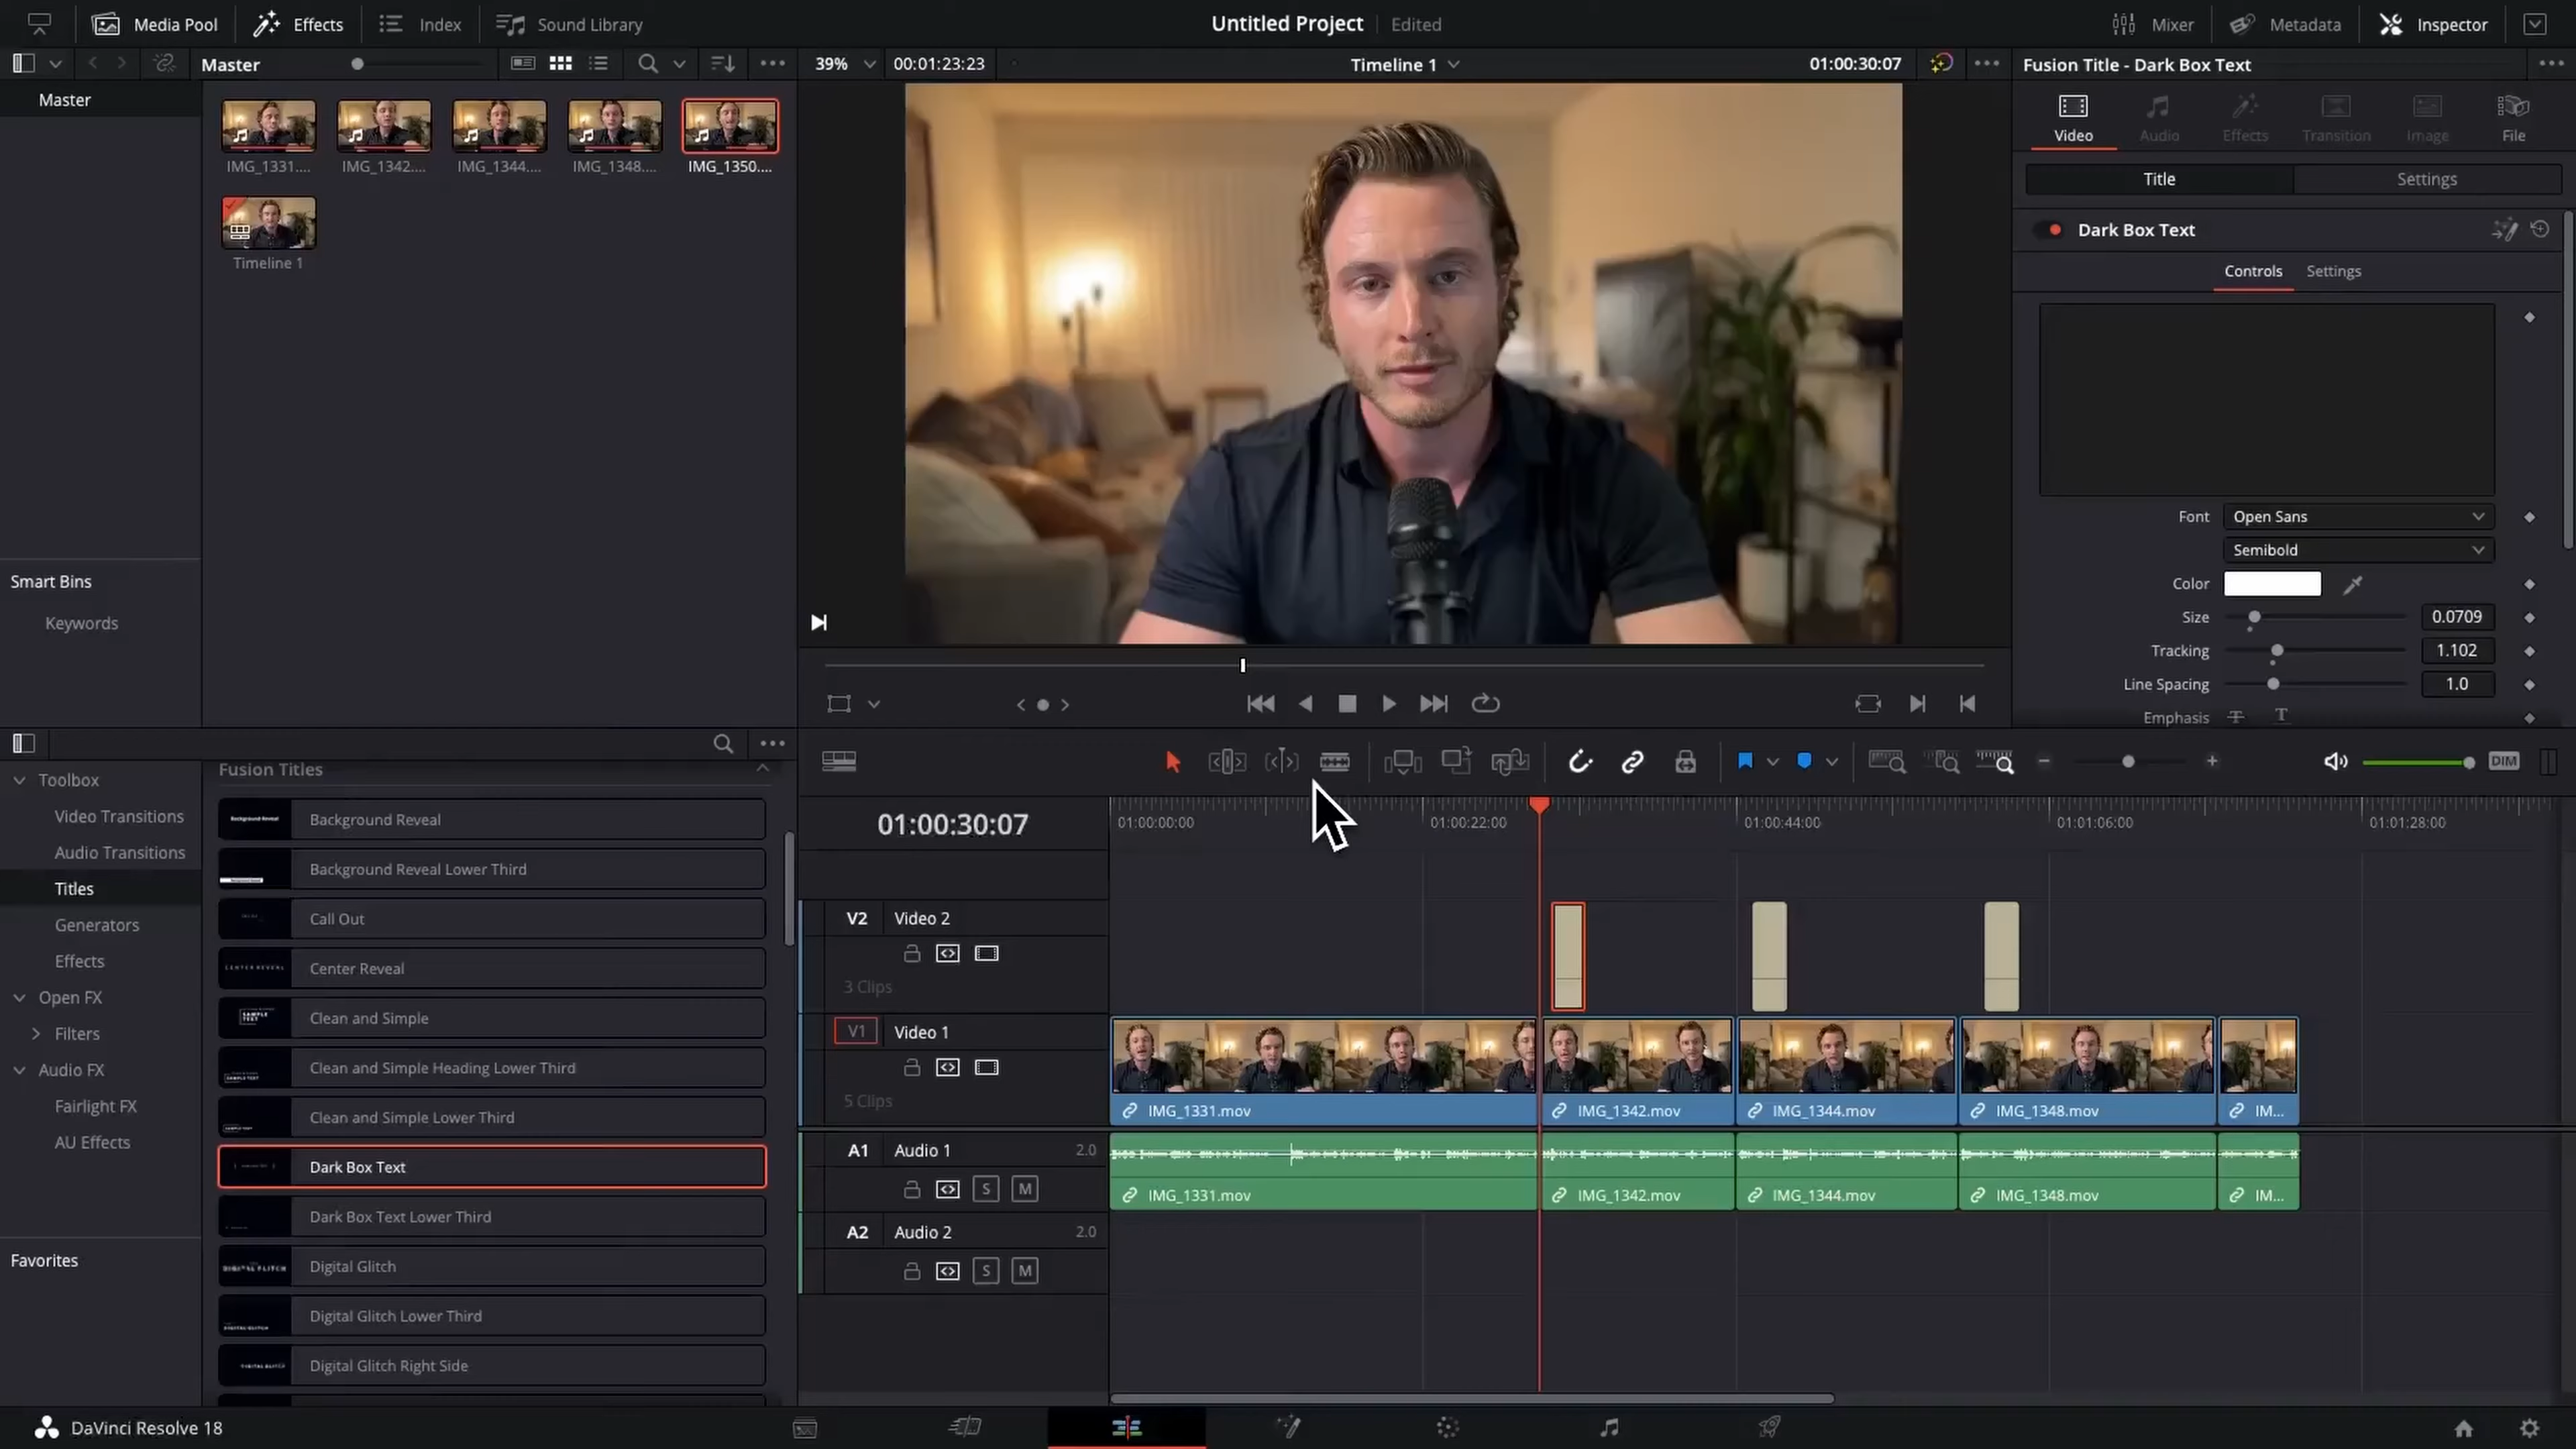 Media Pool
Effects
Index
Sound Library
Untitled Project
Edited
Mixer
Metadata
Inspector
Master
39%
00:01:23:23
Timeline 1
01:00:30:07
Fusion Title - Dark Box Text
Master
IMG_1331....
IMG_1342....
IMG_1344....
IMG_1348....
IMG_1350....
Timeline 1
Smart Bins
Keywords
Video
Audio
Effects
Transition
Image
File
Title
Settings
Dark Box Text
Controls
Settings
Font
Open Sans
Semibold
Color
Size
0.0709
Tracking
1.102
Line Spacing
1.0
Emphasis
Toolbox
Video Transitions
Audio Transitions
Titles
Generators
Effects
Open FX
Filters
Audio FX
Fairlight FX
AU Effects
Favorites
Fusion Titles
Background Reveal
Background Reveal Lower Third
Call Out
Center Reveal
Clean and Simple
Clean and Simple Heading Lower Third
Clean and Simple Lower Third
Dark Box Text
Dark Box Text Lower Third
Digital Glitch
Digital Glitch Lower Third
Digital Glitch Right Side
DIM
01:00:30:07
01:00:00:00
01:00:22:00
01:00:44:00
01:01:06:00
01:01:28:00
V2
Video 2
3 Clips
V1
Video 1
5 Clips
IMG_1331.mov
IMG_1342.mov
IMG_1344.mov
IMG_1348.mov
IM...
A1
Audio 1
2.0
S
M
IMG_1331.mov
IMG_1342.mov
IMG_1344.mov
IMG_1348.mov
IM...
A2
Audio 2
2.0
S
M
DaVinci Resolve 18